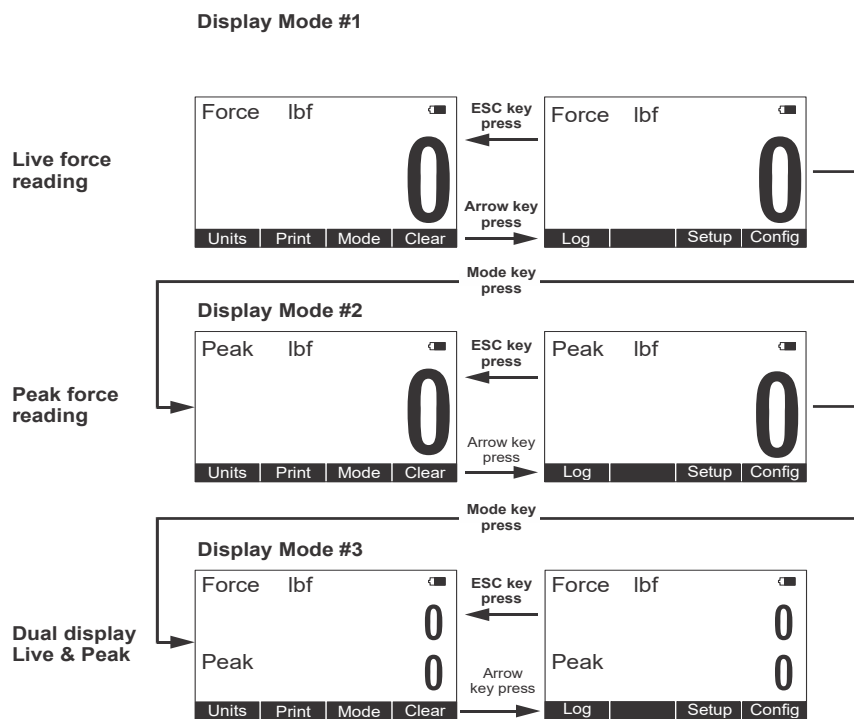 Display Mode #1
Live force
reading
Force lbf
0
Units Print Mode Clear
ESC key
press
Arrow key
press
Force lbf
0
Log Setup Config
Mode key
press
Display Mode #2
Peak force
reading
Peak lbf
0
Units Print Mode Clear
ESC key
press
Arrow key
press
Peak lbf
0
Log Setup Config
Mode key
press
Display Mode #3
Dual display
Live & Peak
Force lbf
0
Peak
0
Units Print Mode Clear
ESC key
press
Arrow
key press
Force lbf
0
Peak
0
Log Setup Config